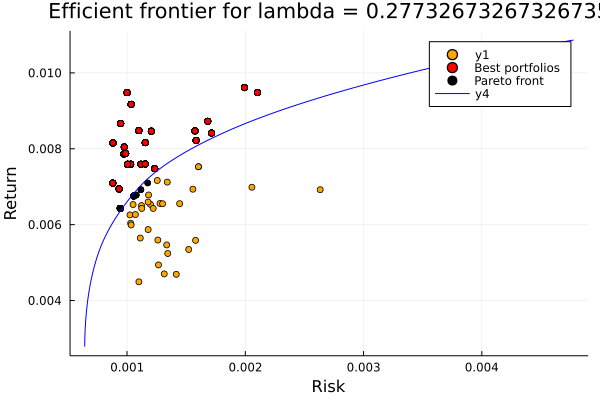 Efficient frontier for lambda = 0.2773267326732673
y1
Best portfolios
Pareto front
y4
0.010
0.008
0.006
0.004
Return
0.001
0.002
0.003
0.004
Risk